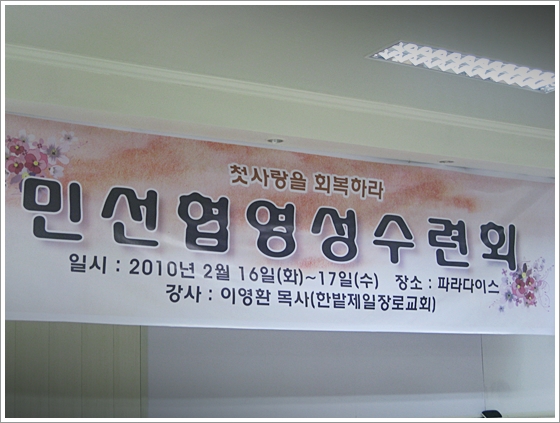 첫사랑을 회복하라
민선협영성수련회
일시 : 2010년 2월 16일(화)~17일(수) 장소 : 파라다이스
강사 : 이영환 목사(한밭제일장로교회)